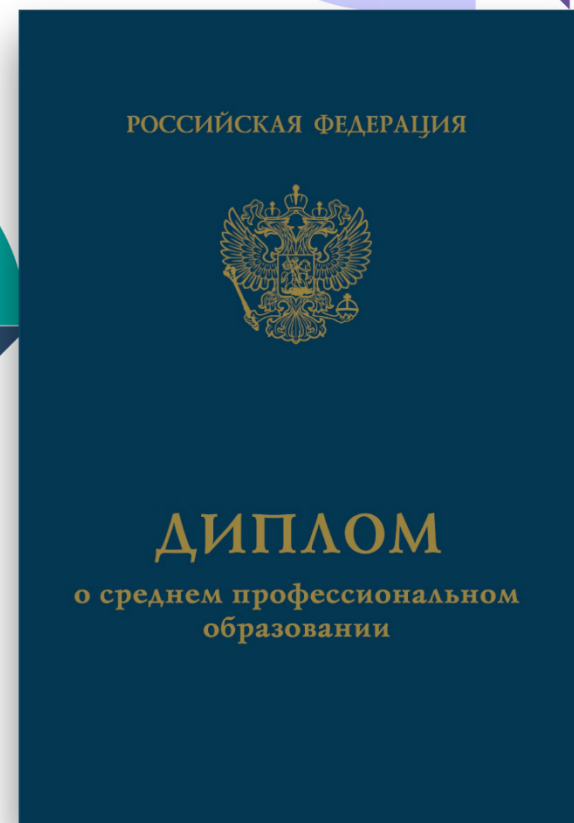 РОССИЙСКАЯ ФЕДЕРАЦИЯ
ДИПЛОМ
о среднем профессиональном
образовании